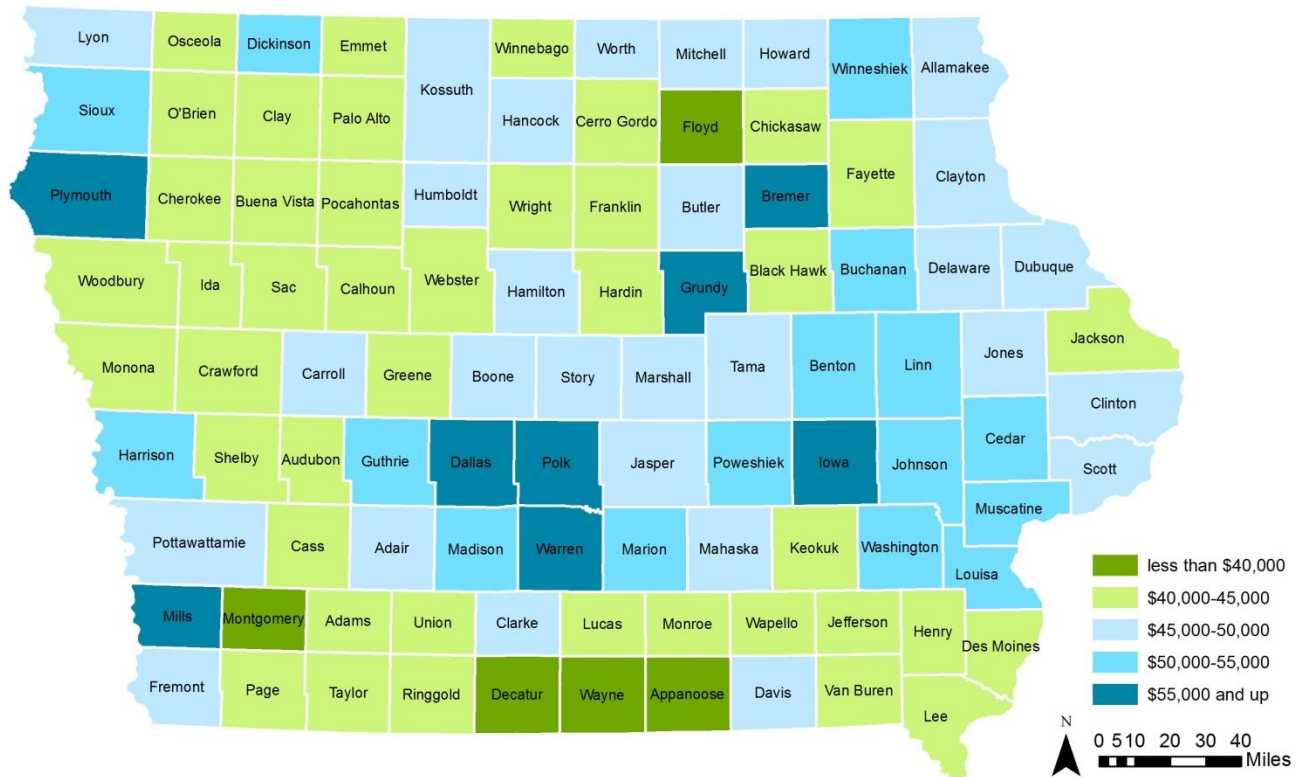 Lyon
Osceola
Dickinson
Emmet
Kossuth
Winnebago
Worth
Mitchell
Howard
Winneshiek
Allamakee
Sioux
O'Brien
Clay
Palo Alto
Hancock
Cerro Gordo
Floyd
Chickasaw
Plymouth
Cherokee
Buena Vista
Pocahontas
Humboldt
Wright
Franklin
Butler
Bremer
Fayette
Clayton
Woodbury
Ida
Sac
Calhoun
Webster
Hamilton
Hardin
Grundy
Black Hawk
Buchanan
Delaware
Dubuque
Monona
Crawford
Carroll
Greene
Boone
Story
Marshall
Tama
Benton
Linn
Jones
Jackson
Clinton
Harrison
Shelby
Audubon
Guthrie
Dallas
Polk
Jasper
Poweshiek
Iowa
Johnson
Cedar
Scott
Muscatine
Pottawattamie
Cass
Adair
Madison
Warren
Marion
Mahaska
Keokuk
Washington
Louisa
Mills
Montgomery
Adams
Union
Clarke
Lucas
Monroe
Wapello
Jefferson
Henry
Des Moines
Fremont
Page
Taylor
Ringgold
Decatur
Wayne
Appanoose
Davis
Van Buren
Lee
less than $40,000
$40,000-45,000
$45,000-50,000
$50,000-55,000
$55,000 and up
N
0 5 10 20 30 40
Miles